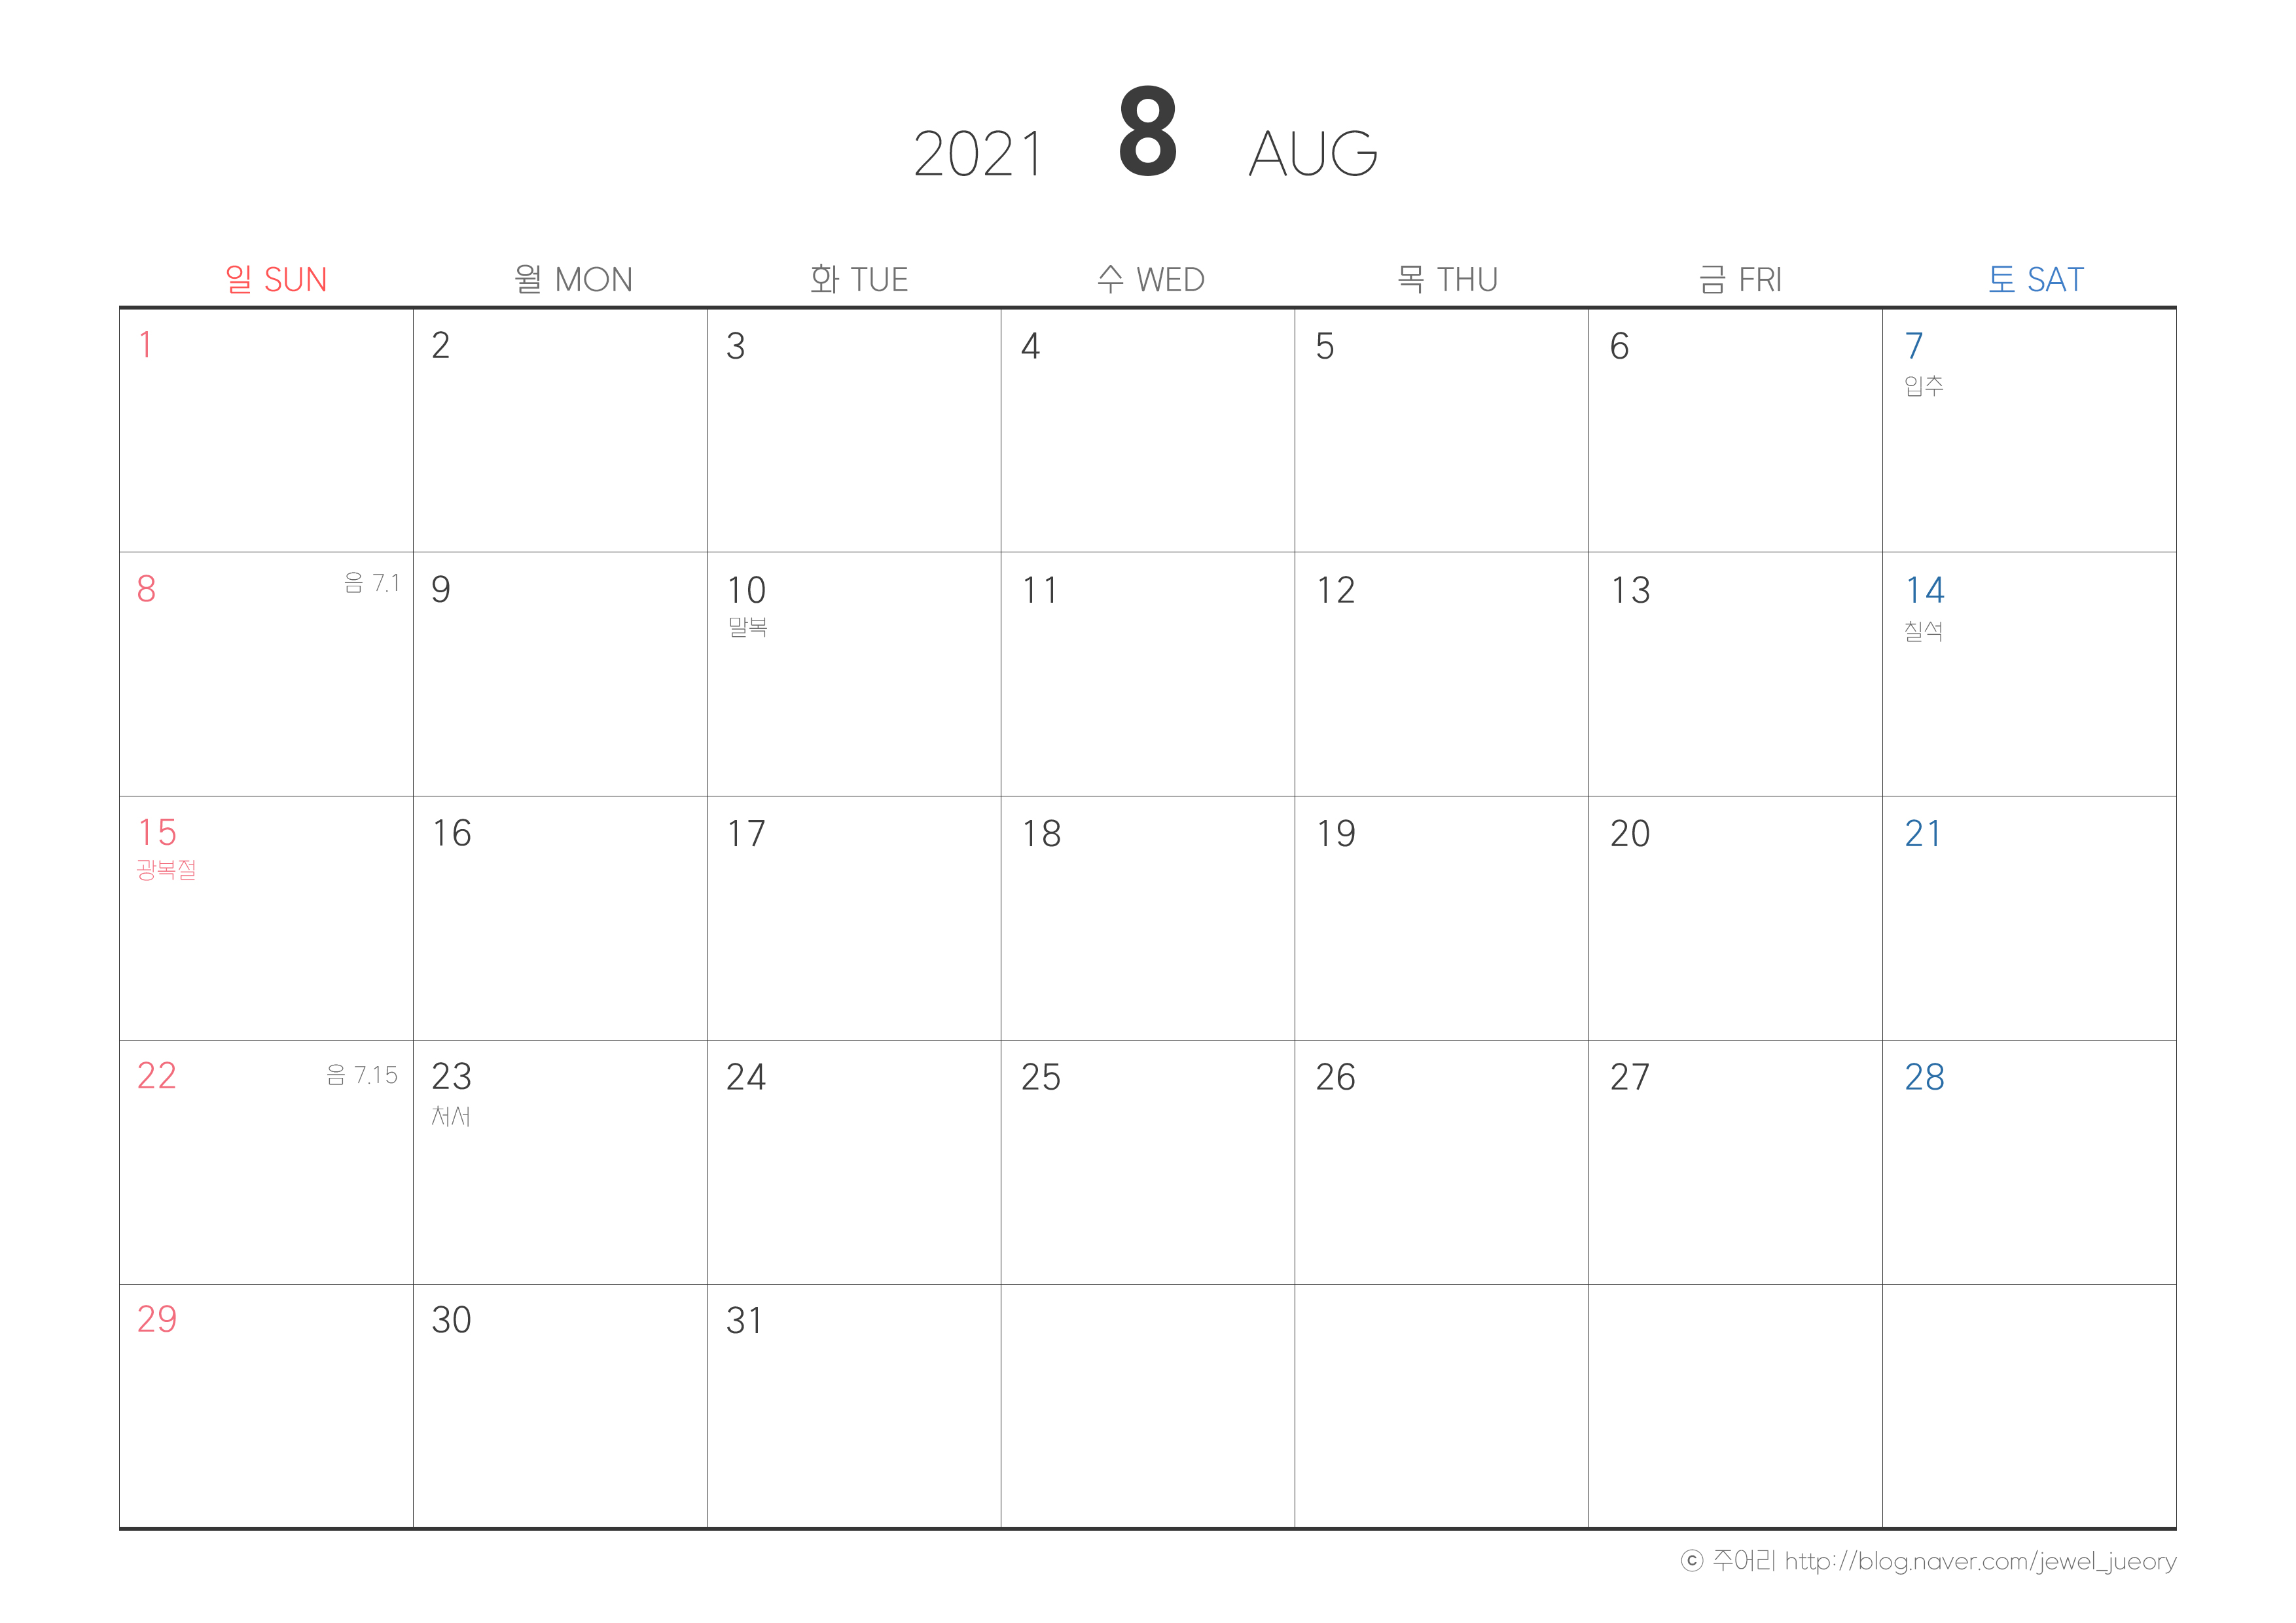 2021 8 AUG
일 SUN 월 MON 화 TUE 수 WED 목 THU 금 FRI 토 SAT
1 2 3 4 5 6 7
입추
8 음 7.1 9 10 11 12 13 14
말복 칠석
15 16 17 18 19 20 21
광복절
22 음 7.15 23 24 25 26 27 28
처서
29 30 31
ⓒ 주어리 http://blog.naver.com/jewel_jueory